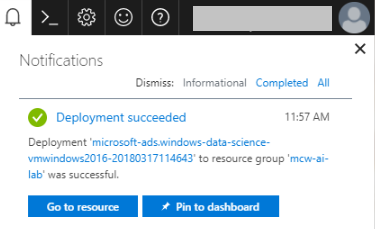 Notifications
Dismiss: Informational Completed All
Deployment succeeded 11:57 AM
Deployment 'microsoft-ads.windows-data-science-
vmwindows2016-20180317114643' to resource group 'mcw-ai-
lab' was successful.
Go to resource Pin to dashboard